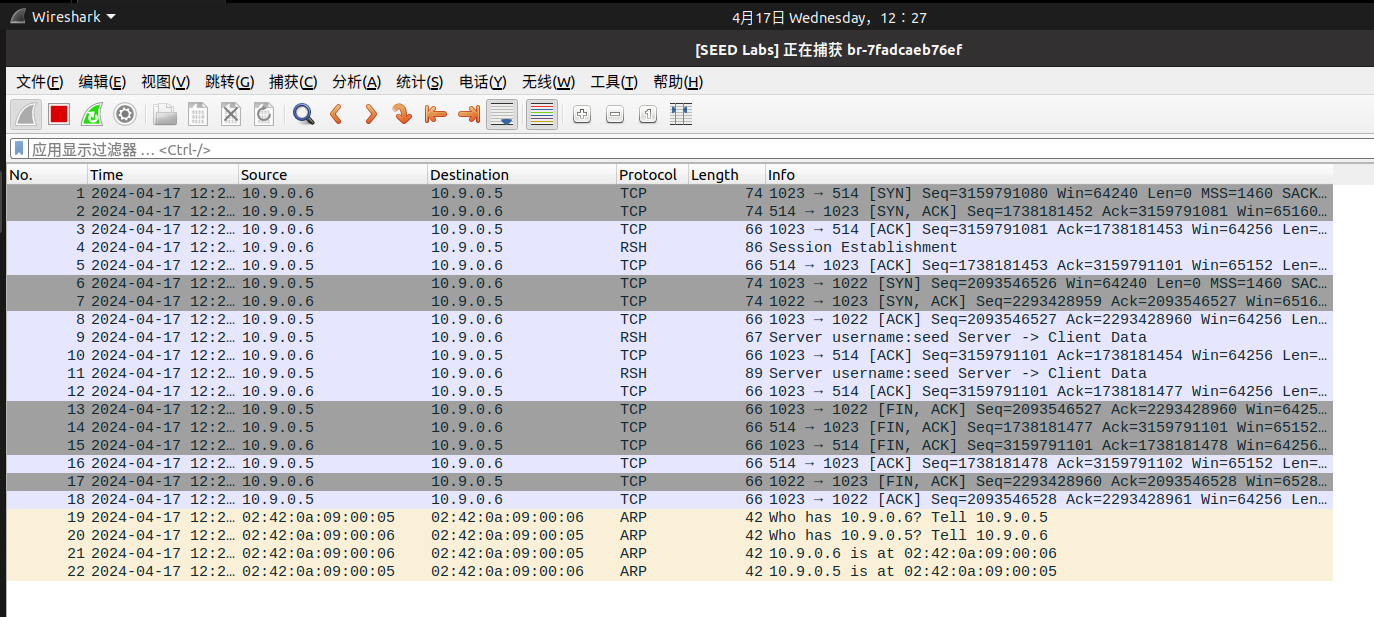 Wireshark
4月17日 Wednesday，12：27
[SEED Labs] 正在捕获 br-7fadcaeb76ef
文件(F) 编辑(E) 视图(V) 跳转(G) 捕获(C) 分析(A) 统计(S) 电话(Y) 无线(W) 工具(T) 帮助(H)
应用显示过滤器 … <Ctrl-/>
No. Time Source Destination Protocol Length Info
1 2024-04-17 12:2… 10.9.0.6 10.9.0.5 TCP 74 1023 → 514 [SYN] Seq=3159791080 Win=64240 Len=0 MSS=1460 SACK…
2 2024-04-17 12:2… 10.9.0.5 10.9.0.6 TCP 74 514 → 1023 [SYN, ACK] Seq=1738181452 Ack=3159791081 Win=65160…
3 2024-04-17 12:2… 10.9.0.6 10.9.0.5 TCP 66 1023 → 514 [ACK] Seq=3159791081 Ack=1738181453 Win=64256 Len=…
4 2024-04-17 12:2… 10.9.0.6 10.9.0.5 RSH 86 Session Establishment
5 2024-04-17 12:2… 10.9.0.5 10.9.0.6 TCP 66 514 → 1023 [ACK] Seq=1738181453 Ack=3159791101 Win=65152 Len=…
6 2024-04-17 12:2… 10.9.0.5 10.9.0.6 TCP 74 1023 → 1022 [SYN] Seq=2093546526 Win=64240 Len=0 MSS=1460 SAC…
7 2024-04-17 12:2… 10.9.0.6 10.9.0.5 TCP 74 1022 → 1023 [SYN, ACK] Seq=2293428959 Ack=2093546527 Win=6516…
8 2024-04-17 12:2… 10.9.0.5 10.9.0.6 TCP 66 1023 → 1022 [ACK] Seq=2093546527 Ack=2293428960 Win=64256 Len…
9 2024-04-17 12:2… 10.9.0.5 10.9.0.6 RSH 67 Server username:seed Server -> Client Data
10 2024-04-17 12:2… 10.9.0.6 10.9.0.5 TCP 66 1023 → 514 [ACK] Seq=3159791101 Ack=1738181454 Win=64256 Len=…
11 2024-04-17 12:2… 10.9.0.5 10.9.0.6 RSH 89 Server username:seed Server -> Client Data
12 2024-04-17 12:2… 10.9.0.6 10.9.0.5 TCP 66 1023 → 514 [ACK] Seq=3159791101 Ack=1738181477 Win=64256 Len=…
13 2024-04-17 12:2… 10.9.0.5 10.9.0.6 TCP 66 1023 → 1022 [FIN, ACK] Seq=2093546527 Ack=2293428960 Win=6425…
14 2024-04-17 12:2… 10.9.0.5 10.9.0.6 TCP 66 514 → 1023 [FIN, ACK] Seq=1738181477 Ack=3159791101 Win=65152…
15 2024-04-17 12:2… 10.9.0.6 10.9.0.5 TCP 66 1023 → 514 [FIN, ACK] Seq=3159791101 Ack=1738181478 Win=64256…
16 2024-04-17 12:2… 10.9.0.5 10.9.0.6 TCP 66 514 → 1023 [ACK] Seq=1738181478 Ack=3159791102 Win=65152 Len=…
17 2024-04-17 12:2… 10.9.0.6 10.9.0.5 TCP 66 1022 → 1023 [FIN, ACK] Seq=2293428960 Ack=2093546528 Win=6528…
18 2024-04-17 12:2… 10.9.0.5 10.9.0.6 TCP 66 1023 → 1022 [ACK] Seq=2093546528 Ack=2293428961 Win=64256 Len…
19 2024-04-17 12:2… 02:42:0a:09:00:05 02:42:0a:09:00:06 ARP 42 Who has 10.9.0.6? Tell 10.9.0.5
20 2024-04-17 12:2… 02:42:0a:09:00:06 02:42:0a:09:00:05 ARP 42 Who has 10.9.0.5? Tell 10.9.0.6
21 2024-04-17 12:2… 02:42:0a:09:00:06 02:42:0a:09:00:05 ARP 42 10.9.0.6 is at 02:42:0a:09:00:06
22 2024-04-17 12:2… 02:42:0a:09:00:05 02:42:0a:09:00:06 ARP 42 10.9.0.5 is at 02:42:0a:09:00:05